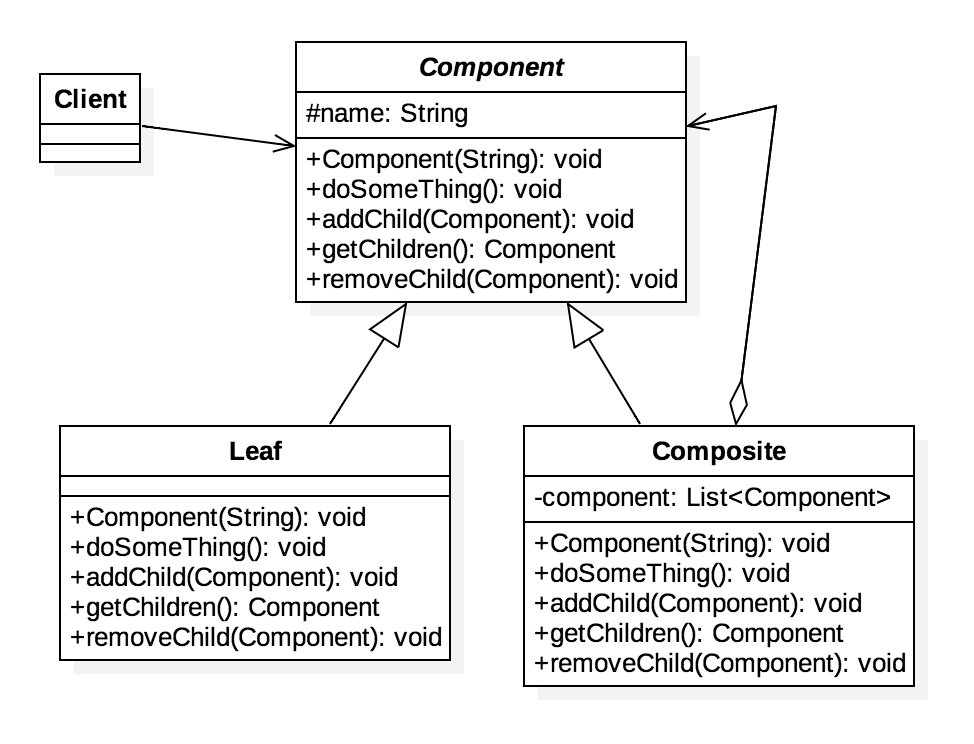 Component
#name: String
+Component(String): void
+doSomeThing(): void
+addChild(Component): void
+getChildren(): Component
+removeChild(Component): void
Client
Leaf
+Component(String): void
+doSomeThing(): void
+addChild(Component): void
+getChildren(): Component
+removeChild(Component): void
Composite
-component: List<Component>
+Component(String): void
+doSomeThing(): void
+addChild(Component): void
+getChildren(): Component
+removeChild(Component): void